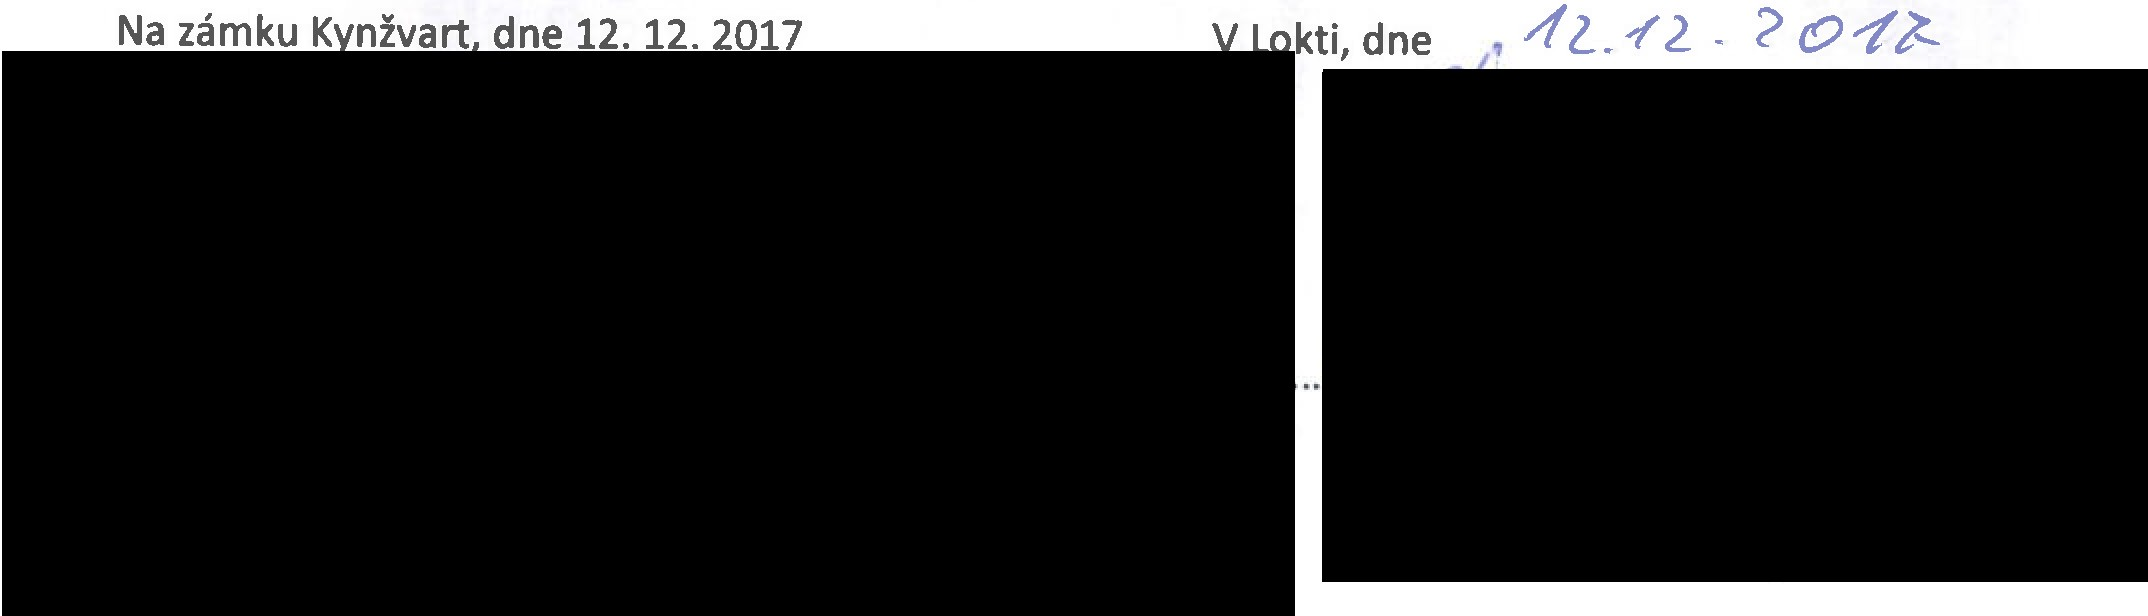 Na zámku Kynžvart, dne 12. 12. 2017
V Lokti, dne 12.12.2017